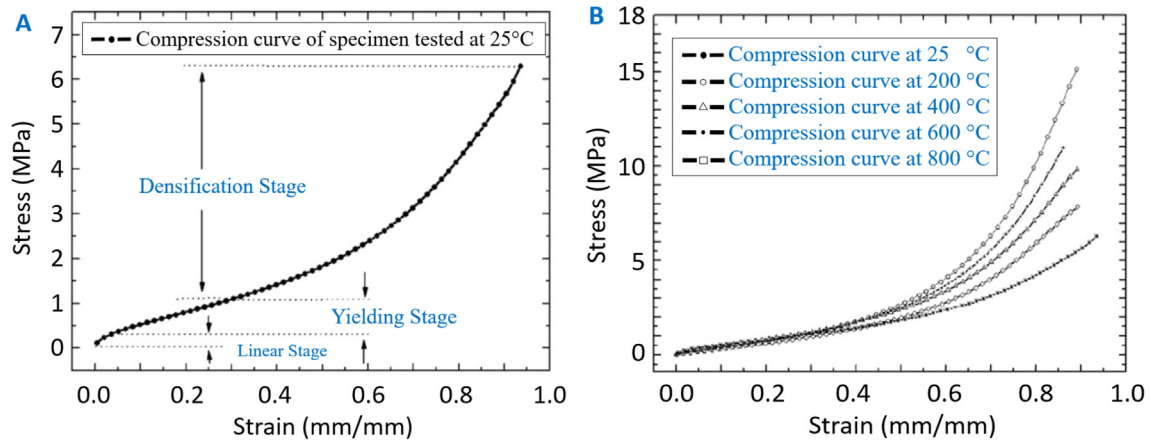 A
Compression curve of specimen tested at 25°C
Stress (MPa)
6
5
4
3
2
1
0
Densification Stage
Yielding Stage
Linear Stage
0.0 0.2 0.4 0.6 0.8 1.0
Strain (mm/mm)
B
Compression curve at 25 °C
Compression curve at 200 °C
Compression curve at 400 °C
Compression curve at 600 °C
Compression curve at 800 °C
Stress (MPa)
18
15
10
5
0
0.0 0.2 0.4 0.6 0.8 1.0
Strain (mm/mm)